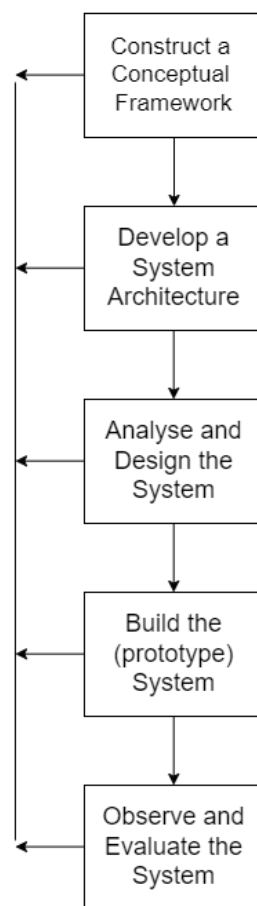 Construct a
Conceptual
Framework
Develop a
System
Architecture
Analyse and
Design the
System
Build the
(prototype)
System
Observe and
Evaluate the
System